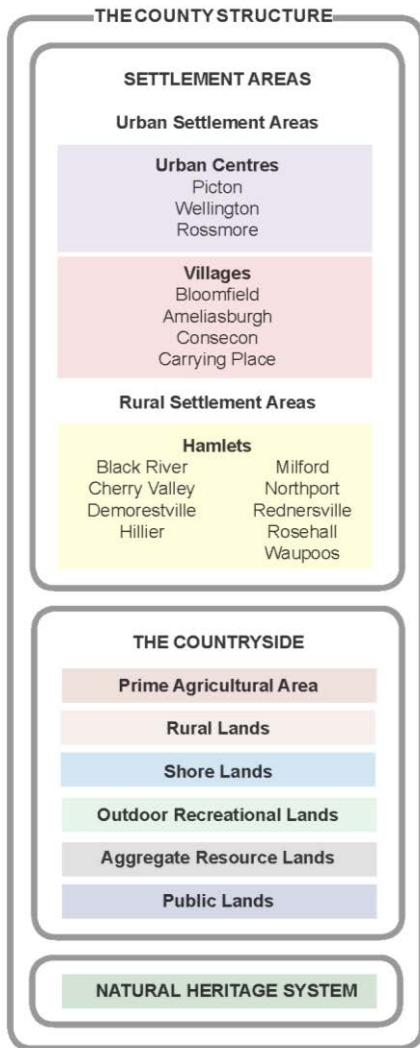 THE COUNTY STRUCTURE
SETTLEMENT AREAS
Urban Settlement Areas
Urban Centres
Picton
Wellington
Rossmore
Villages
Bloomfield
Ameliasburgh
Consecon
Carrying Place
Rural Settlement Areas
Hamlets
Black River
Cherry Valley
Demorestville
Hillier
Milford
Northport
Rednersville
Rosehall
Waupoos
THE COUNTRYSIDE
Prime Agricultural Area
Rural Lands
Shore Lands
Outdoor Recreational Lands
Aggregate Resource Lands
Public Lands
NATURAL HERITAGE SYSTEM